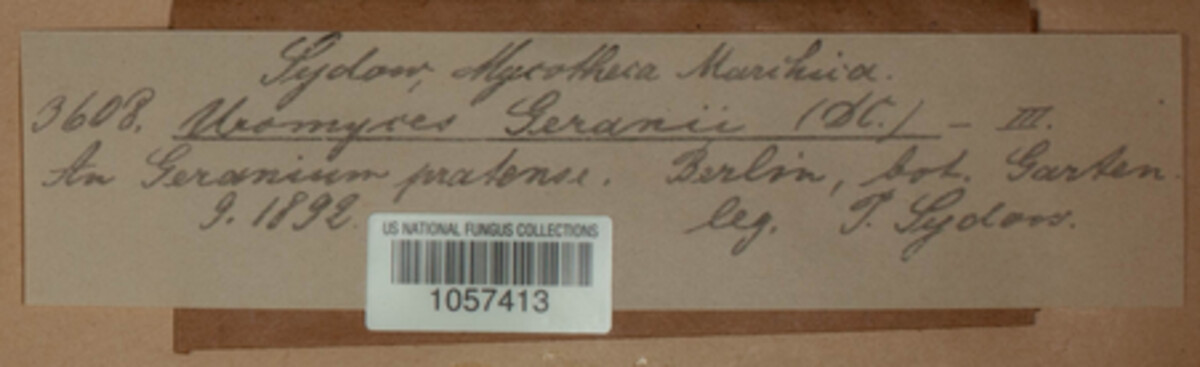 Sydow, Mycotheca Marchica.
3608. Uromyces Geranii (DC.) – III.
An Geranium pratense. Berlin, bot. Garten.
9. 1892. leg. P. Sydow.
US NATIONAL FUNGUS COLLECTIONS
1057413